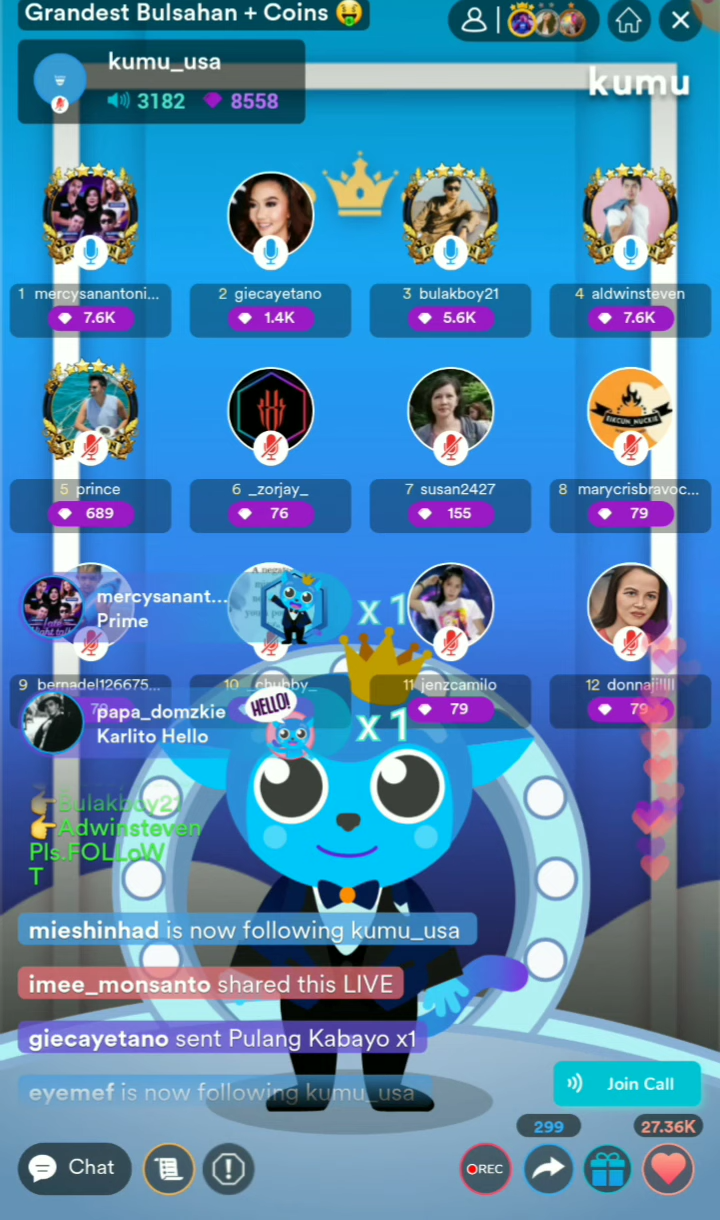 Grandest Bulsahan + Coins 🤑
kumu_usa
3182 8558
kumu
1 mercysanantoni...
7.6K
2 giecayetano
1.4K
3 bulakboy21
5.6K
4 aldwinsteven
7.6K
5 prince
689
6 _zorjay_
76
7 susan2427
155
8 marycrisbravoc...
79
mercysanant...
Prime
x 1
9 bernadel126675...
10 _chubby_
11 jenzcamilo
79
12 donnajillll
79
papa_domzkie
Karlito Hello
HELLO!
x 1
👉Bulakboy21
👉Adwinsteven
Pls.FOLLoW
T
mieshinhad is now following kumu_usa
imee_monsanto shared this LIVE
giecayetano sent Pulang Kabayo x1
eyemef is now following kumu_usa
Join Call
299
27.36K
Chat
REC